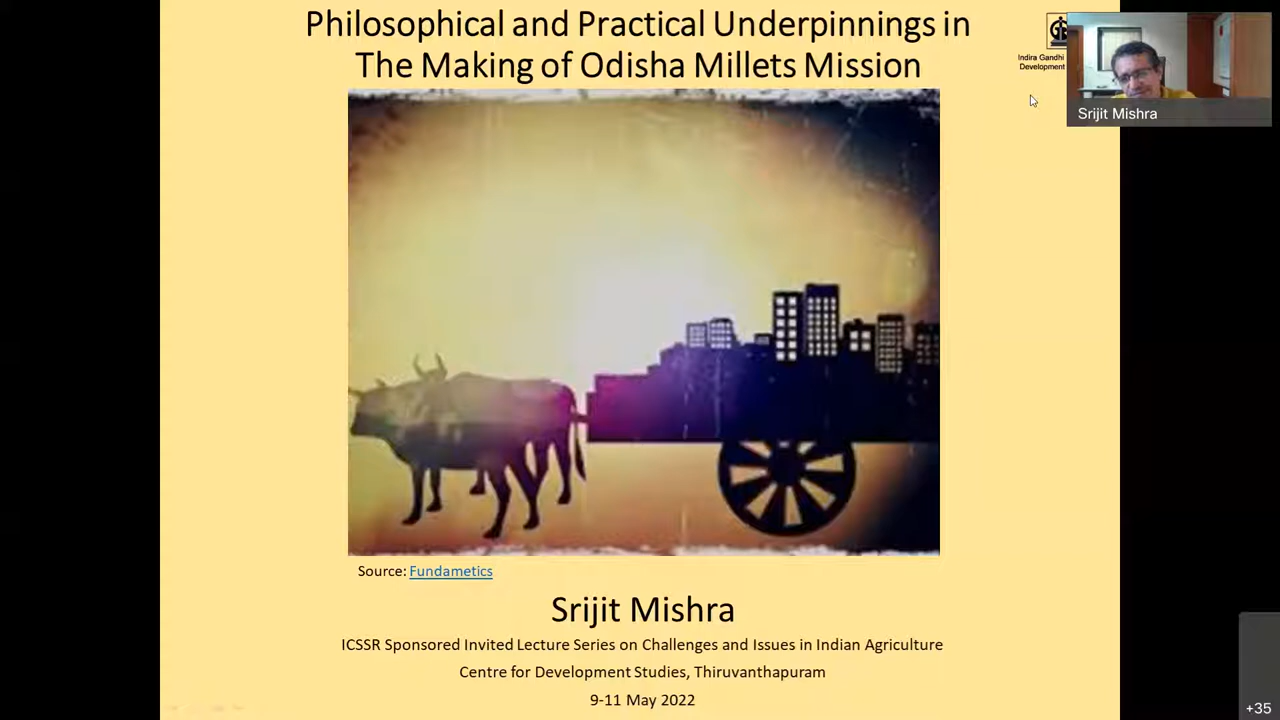 Philosophical and Practical Underpinnings in
The Making of Odisha Millets Mission
Indira Gandhi
Development
Srijit Mishra
Source: Fundametics
Srijit Mishra
ICSSR Sponsored Invited Lecture Series on Challenges and Issues in Indian Agriculture
Centre for Development Studies, Thiruvanthapuram
9-11 May 2022
+35